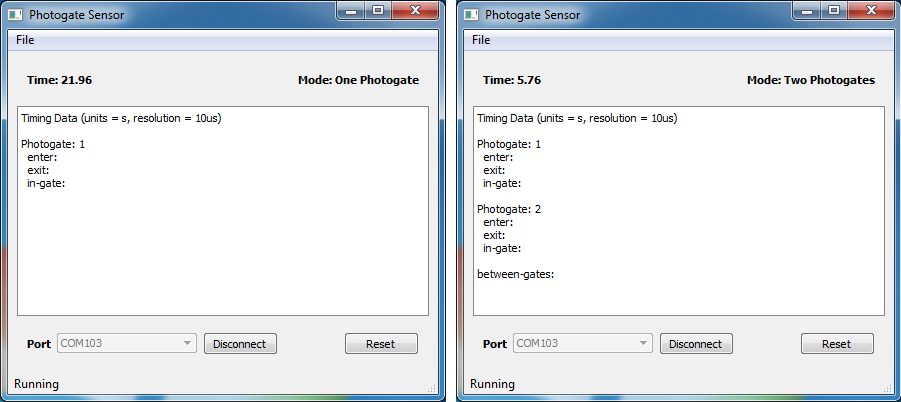 Photogate Sensor
File
Time: 21.96 Mode: One Photogate
Timing Data (units = s, resolution = 10us)
Photogate: 1
enter:
exit:
in-gate:
Port COM103 Disconnect Reset
Running
Photogate Sensor
File
Time: 5.76 Mode: Two Photogates
Timing Data (units = s, resolution = 10us)
Photogate: 1
enter:
exit:
in-gate:
Photogate: 2
enter:
exit:
in-gate:
between-gates:
Port COM103 Disconnect Reset
Running